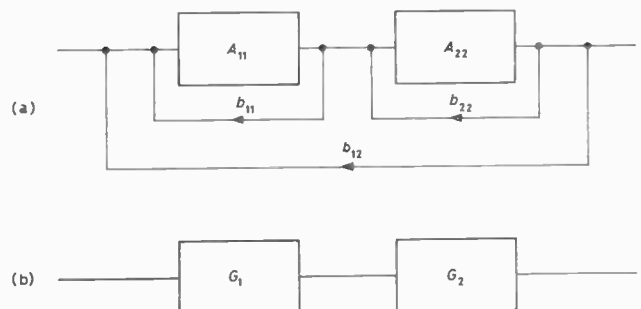 A₁₁ A₂₂
(a)
b₁₁ b₂₂
b₁₂
(b) G₁ G₂